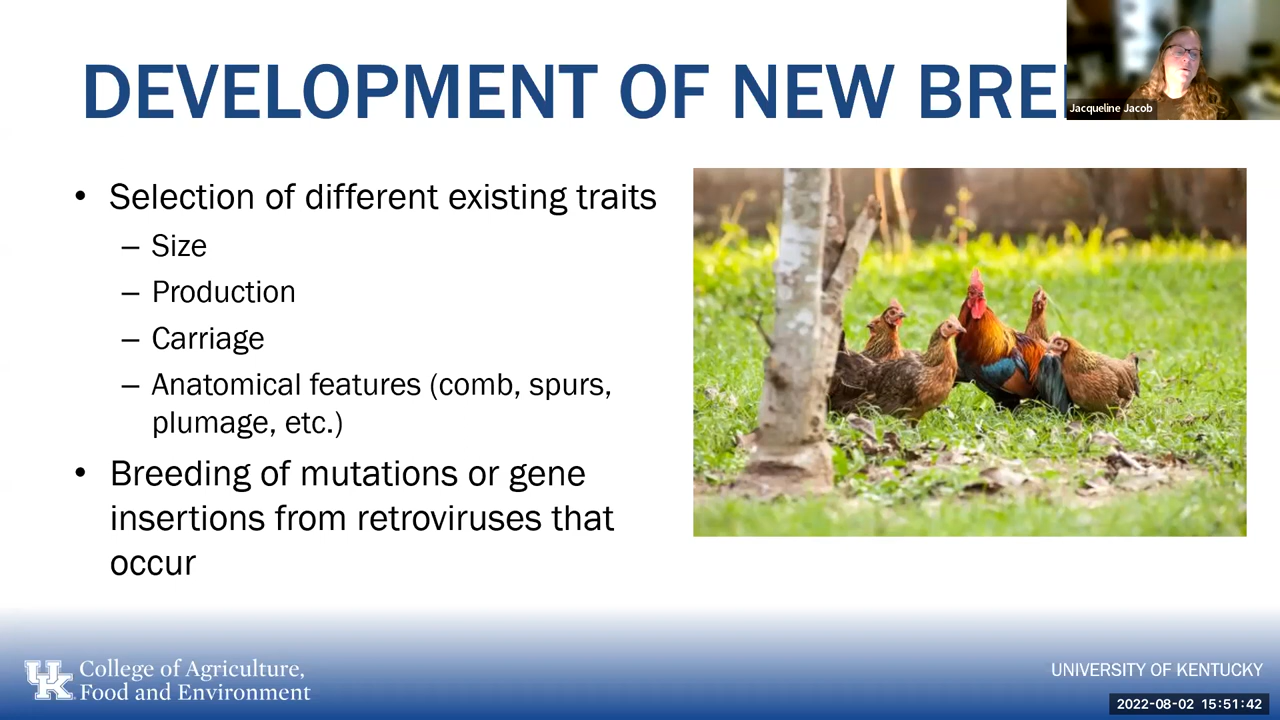 DEVELOPMENT OF NEW
Jacqueline Jacob
• Selection of different existing traits
– Size
– Production
– Carriage
– Anatomical features (comb, spurs,
plumage, etc.)
• Breeding of mutations or gene
insertions from retroviruses that
occur
UK College of Agriculture,
Food and Environment
UNIVERSITY OF KENTUCKY
2022-08-02 15:51:42